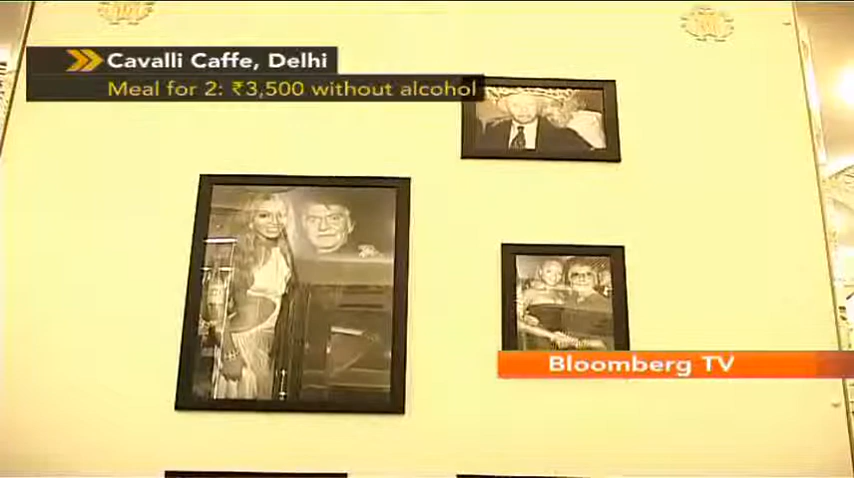 Cavalli Caffe, Delhi
Meal for 2: ₹3,500 without alcohol
Bloomberg TV